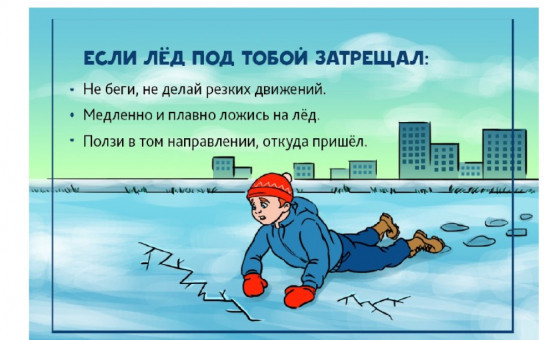 ЕСЛИ ЛЁД ПОД ТОБОЙ ЗАТРЕЩАЛ:
• Не беги, не делай резких движений.
• Медленно и плавно ложись на лёд.
• Ползи в том направлении, откуда пришёл.